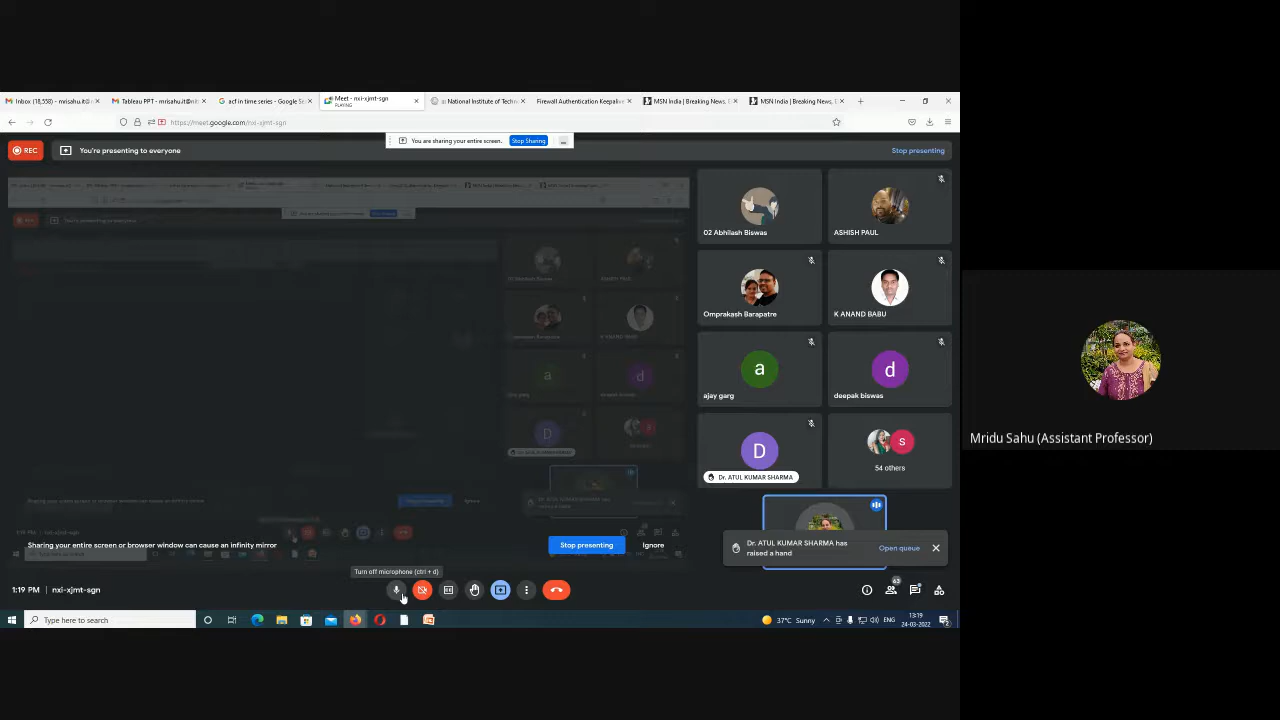 Inbox (18,558) - mrisahu.it@nit
Tableau PPT - mrisahu.it@nit
acf in time series - Google Se
Meet - nxi-xjmt-sgn
PLAYING
National Institute of Techn
Firewall Authentication Keepalive
MSN India | Breaking News, E
MSN India | Breaking News, E
https://meet.google.com/nxi-xjmt-sgn
You are sharing your entire screen.
Stop Sharing
REC
You're presenting to everyone
Stop presenting
02 Abhilash Biswas
ASHISH PAUL
Omprakash Barapatre
K ANAND BABU
ajay garg
deepak biswas
a
d
D
S
Dr. ATUL KUMAR SHARMA
54 others
Mridu Sahu (Assistant Professor)
Dr. ATUL KUMAR SHARMA has
raised a hand
Open queue
Sharing your entire screen or browser window can cause an infinity mirror
Stop presenting
Ignore
Turn off microphone (ctrl + d)
1:19 PM
nxi-xjmt-sgn
63
Type here to search
37°C Sunny
ENG
13:19
24-03-2022